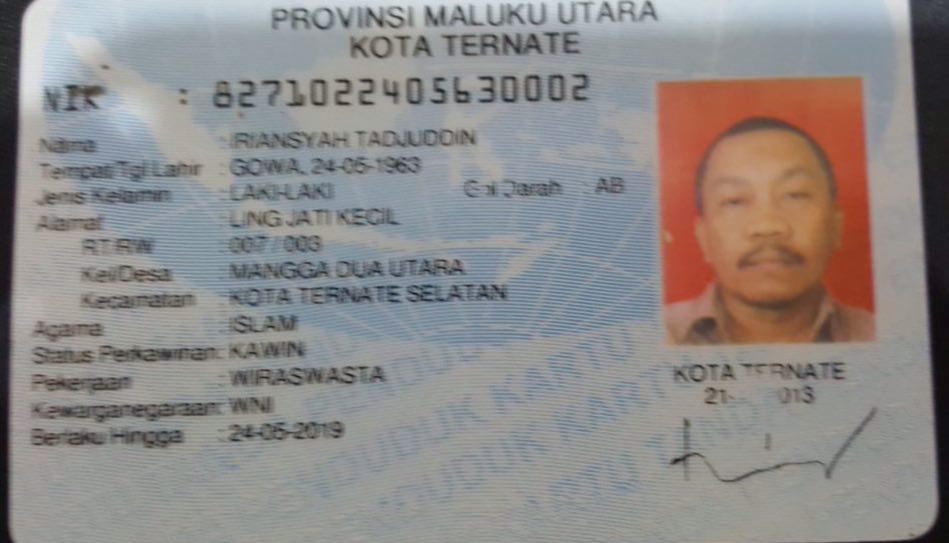 PROVINSI MALUKU UTARA
KOTA TERNATE
NIK : 8271022405630002
Nama : IRIANSYAH TADJUDDIN
Tempat/Tgl Lahir : GOWA, 24-05-1963
Jenis Kelamin : LAKI-LAKI Gol Darah : AB
Alamat : LING JATI KECIL
RT/RW : 007 / 003
Kel/Desa : MANGGA DUA UTARA
Kecamatan : KOTA TERNATE SELATAN
Agama : ISLAM
Status Perkawinan: KAWIN
Pekerjaan : WIRASWASTA
Kewarganegaraan: WNI
Berlaku Hingga : 24-05-2019
KOTA TERNATE
21- 013